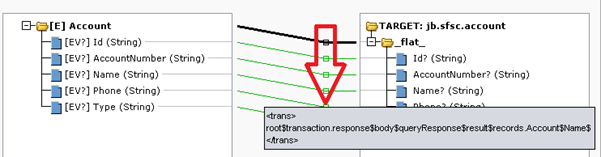 [E] Account
[EV?] Id (String)
[EV?] AccountNumber (String)
[EV?] Name (String)
[EV?] Phone (String)
[EV?] Type (String)
TARGET: jb.sfsc.account
_flat_
Id? (String)
AccountNumber? (String)
Name? (String)
Phone? (String)
<trans>
root$transaction.response$body$queryResponse$result$records.Account$Name$
</trans>